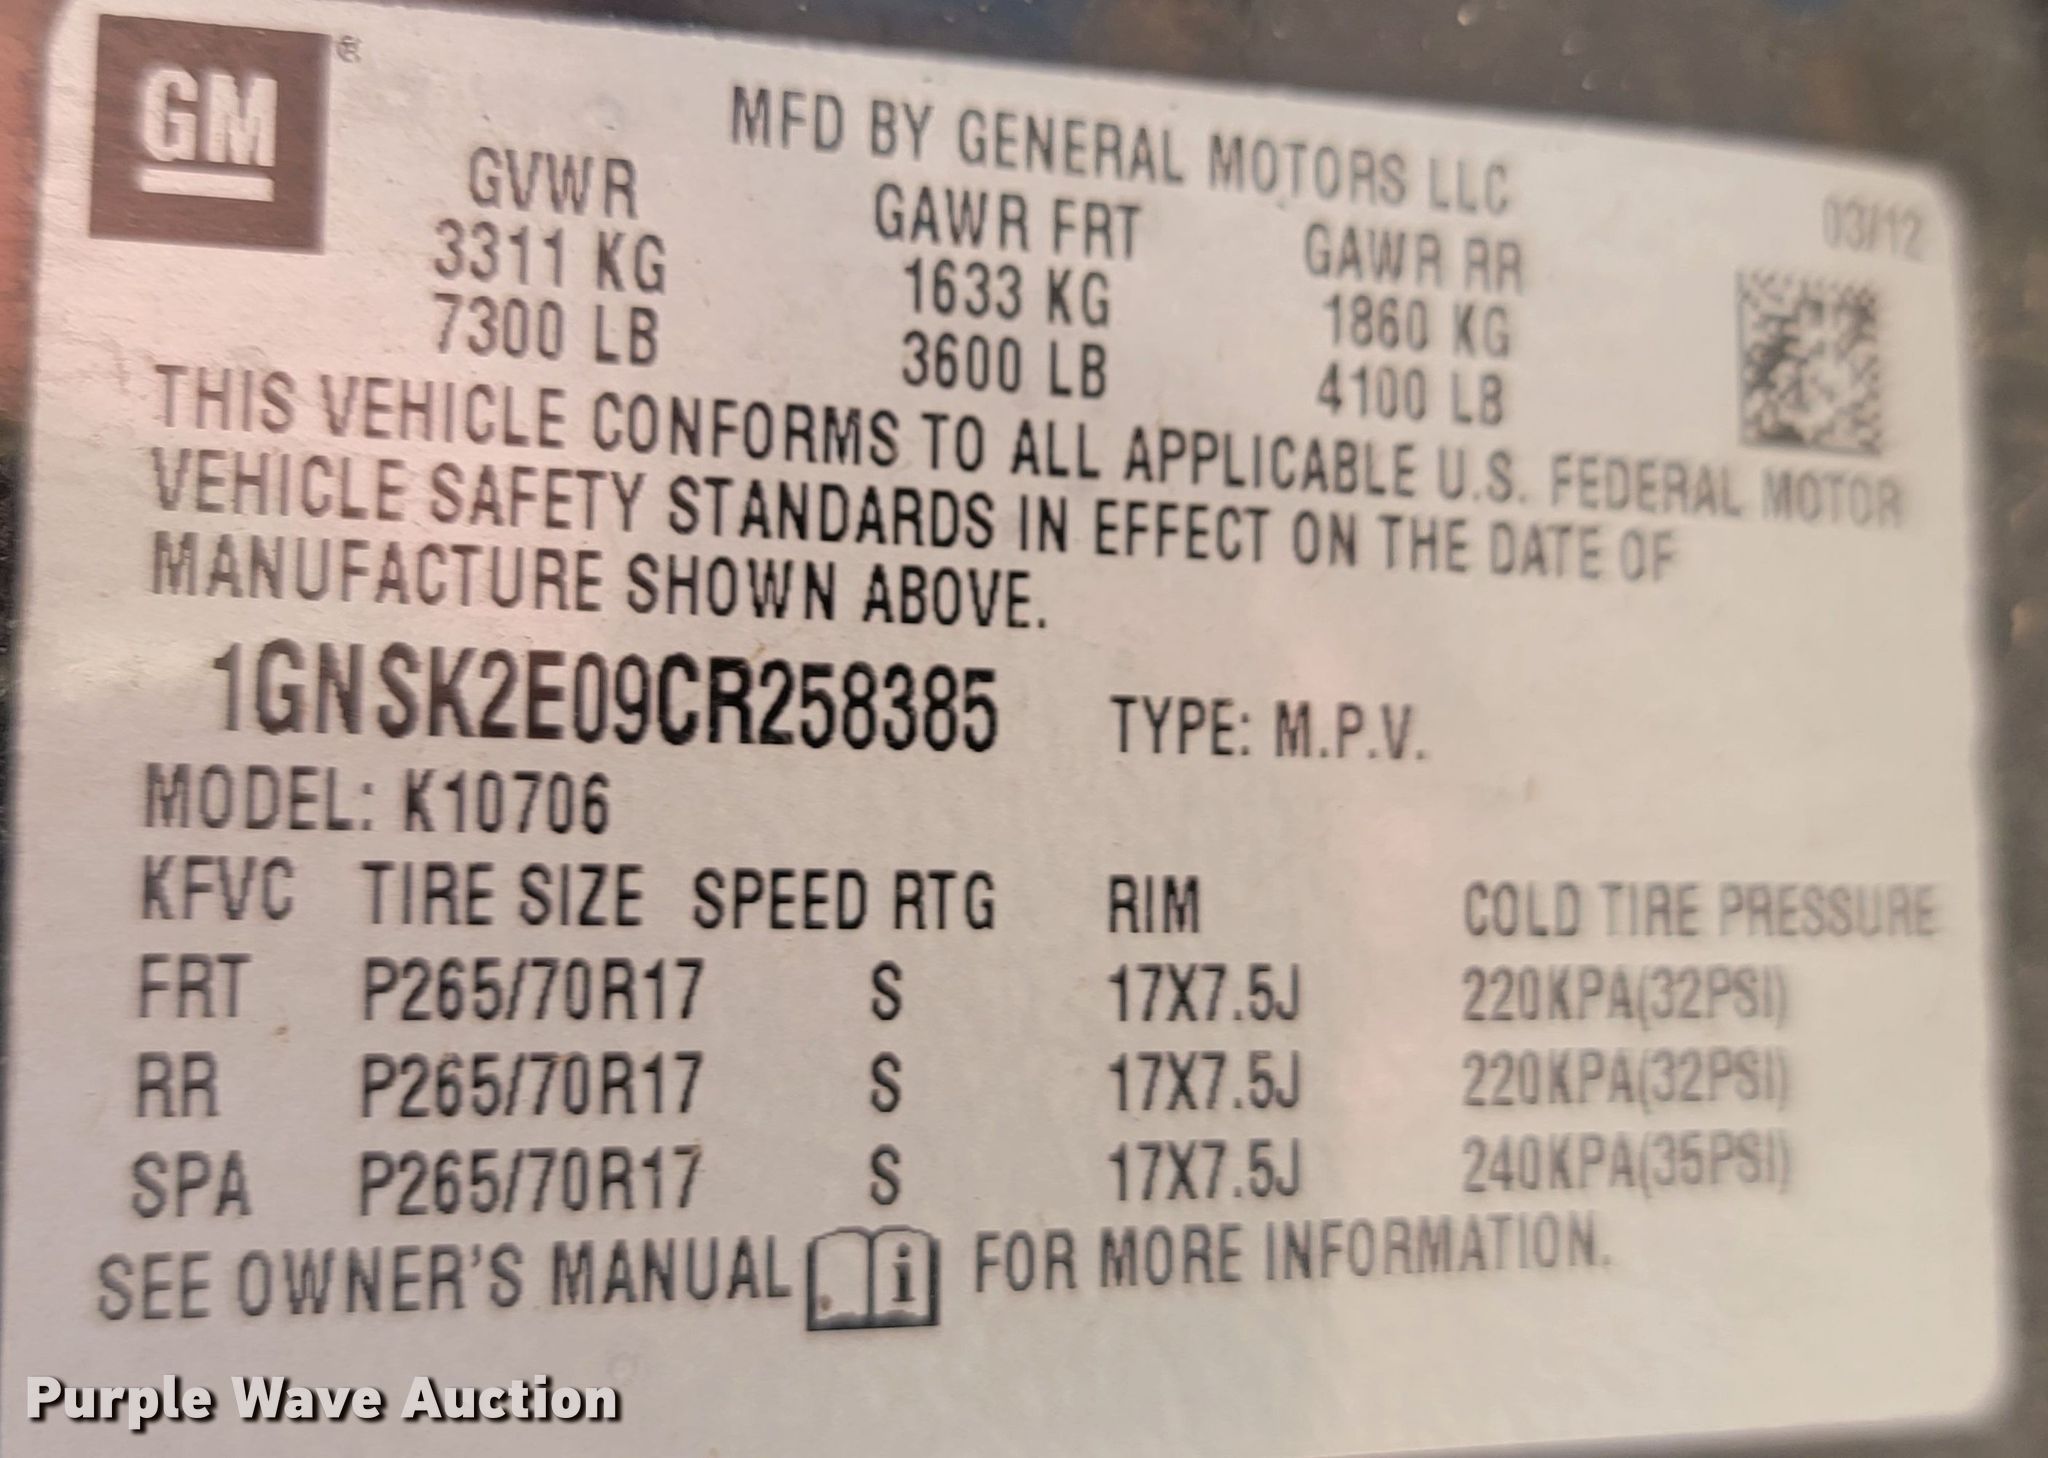 GM ®
MFD BY GENERAL MOTORS LLC
03/12
GVWR GAWR FRT GAWR RR
3311 KG 1633 KG 1860 KG
7300 LB 3600 LB 4100 LB
THIS VEHICLE CONFORMS TO ALL APPLICABLE U.S. FEDERAL MOTOR
VEHICLE SAFETY STANDARDS IN EFFECT ON THE DATE OF
MANUFACTURE SHOWN ABOVE.
1GNSK2E09CR258385 TYPE: M.P.V.
MODEL: K10706
KFVC TIRE SIZE SPEED RTG RIM COLD TIRE PRESSURE
FRT P265/70R17 S 17X7.5J 220KPA(32PSI)
RR P265/70R17 S 17X7.5J 220KPA(32PSI)
SPA P265/70R17 S 17X7.5J 240KPA(35PSI)
SEE OWNER'S MANUAL i FOR MORE INFORMATION.
Purple Wave Auction